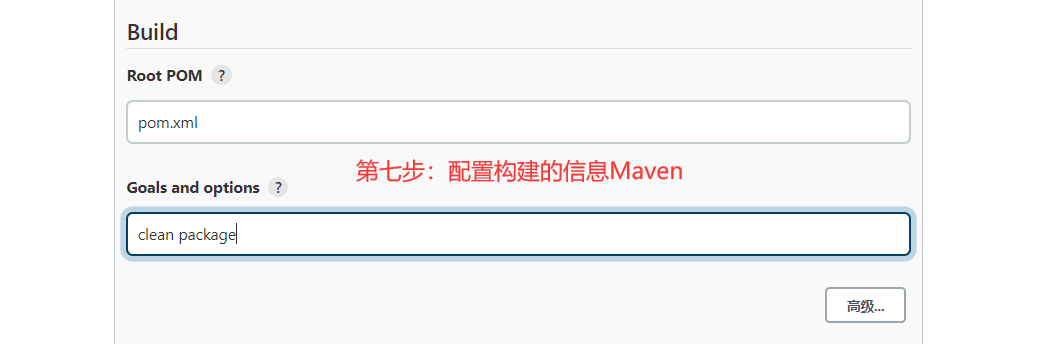 Build
Root POM ?
pom.xml
第七步：配置构建的信息Maven
Goals and options ?
clean package
高级...